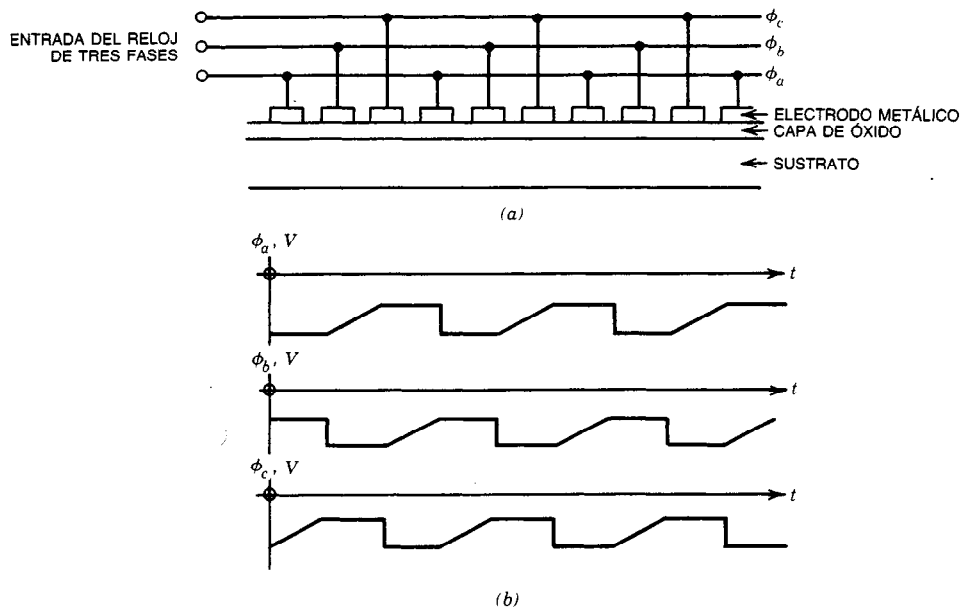 ϕc
ENTRADA DEL RELOJ
DE TRES FASES
ϕb
ϕa
ELECTRODO METÁLICO
CAPA DE ÓXIDO
SUSTRATO
(a)
ϕa, V
t
ϕb, V
t
ϕc, V
t
(b)